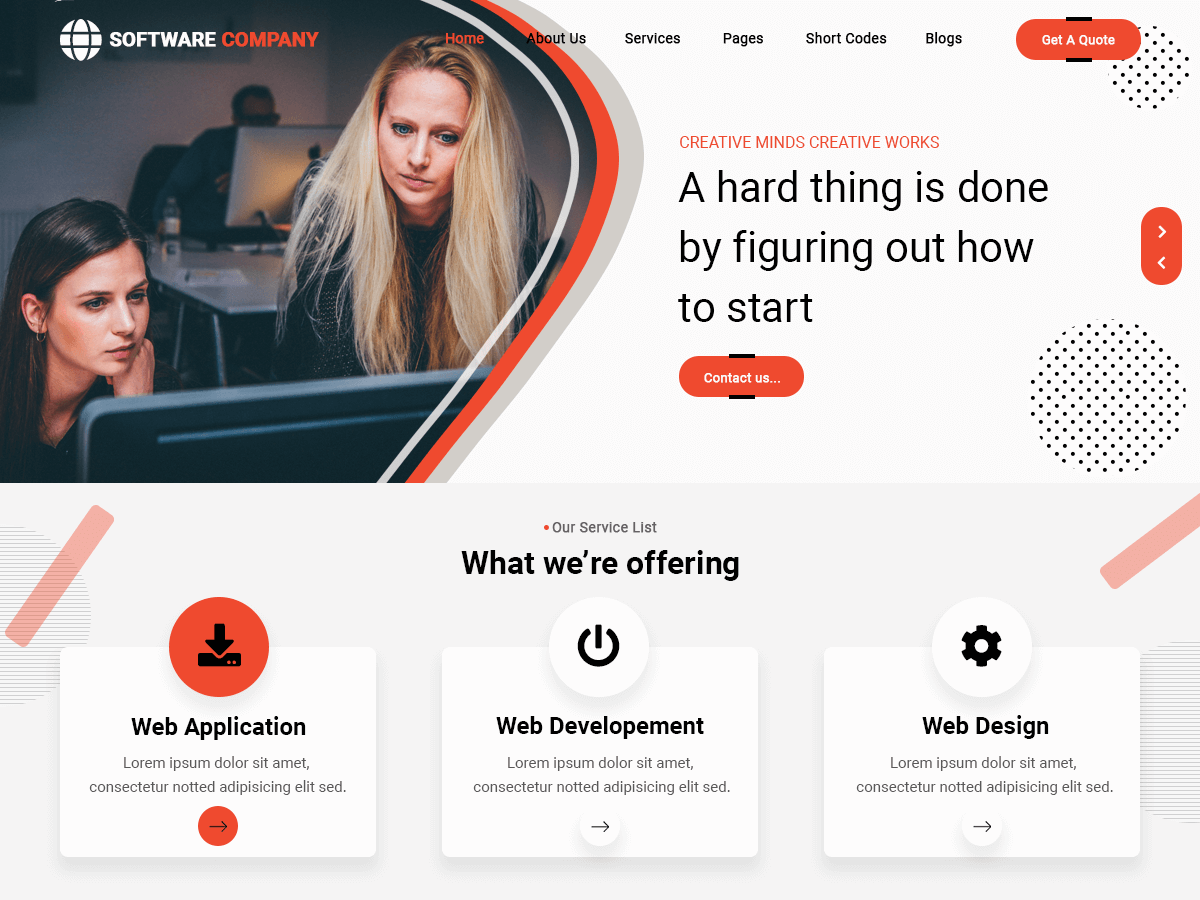 SOFTWARE COMPANY
Home About Us Services Pages Short Codes Blogs
Get A Quote
CREATIVE MINDS CREATIVE WORKS
A hard thing is done
by figuring out how
to start
Contact us...
Our Service List
What we're offering
Web Application
Lorem ipsum dolor sit amet,
consectetur notted adipisicing elit sed.
Web Developement
Lorem ipsum dolor sit amet,
consectetur notted adipisicing elit sed.
Web Design
Lorem ipsum dolor sit amet,
consectetur notted adipisicing elit sed.